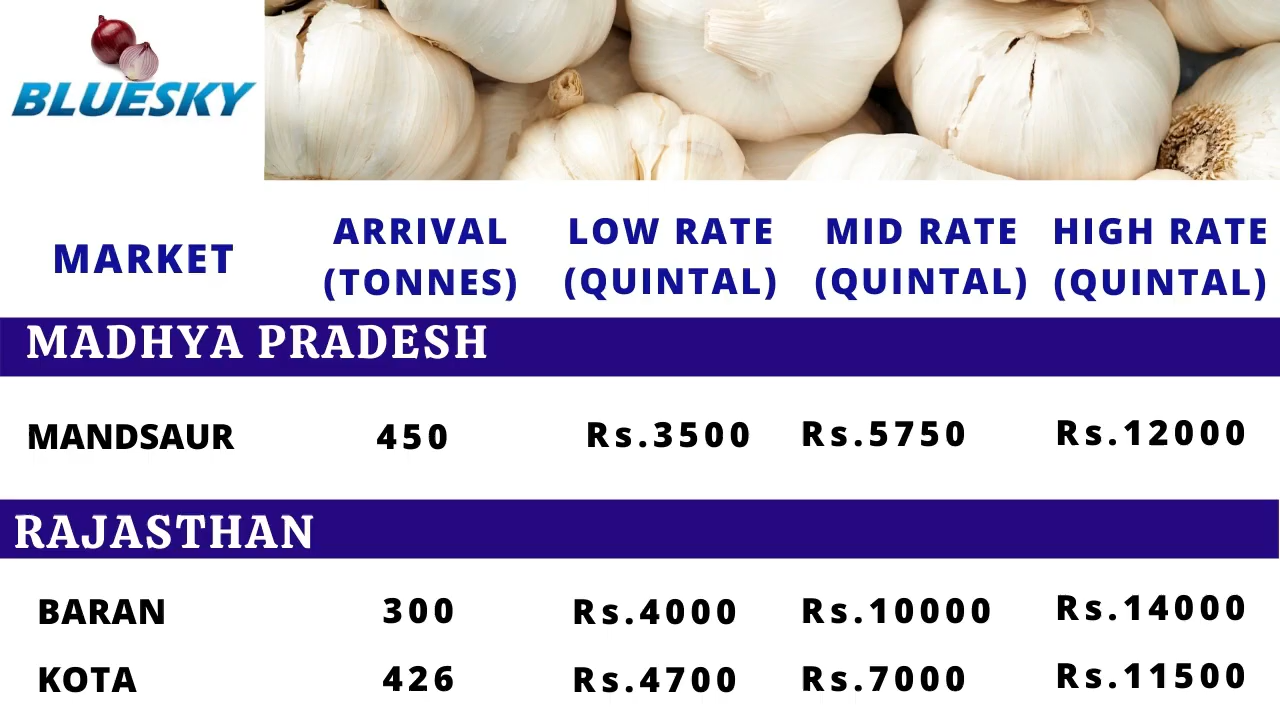 BLUESKY
MARKET
ARRIVAL (TONNES)
LOW RATE (QUINTAL)
MID RATE (QUINTAL)
HIGH RATE (QUINTAL)
MADHYA PRADESH
MANDSAUR 450 Rs.3500 Rs.5750 Rs.12000
RAJASTHAN
BARAN 300 Rs.4000 Rs.10000 Rs.14000
KOTA 426 Rs.4700 Rs.7000 Rs.11500